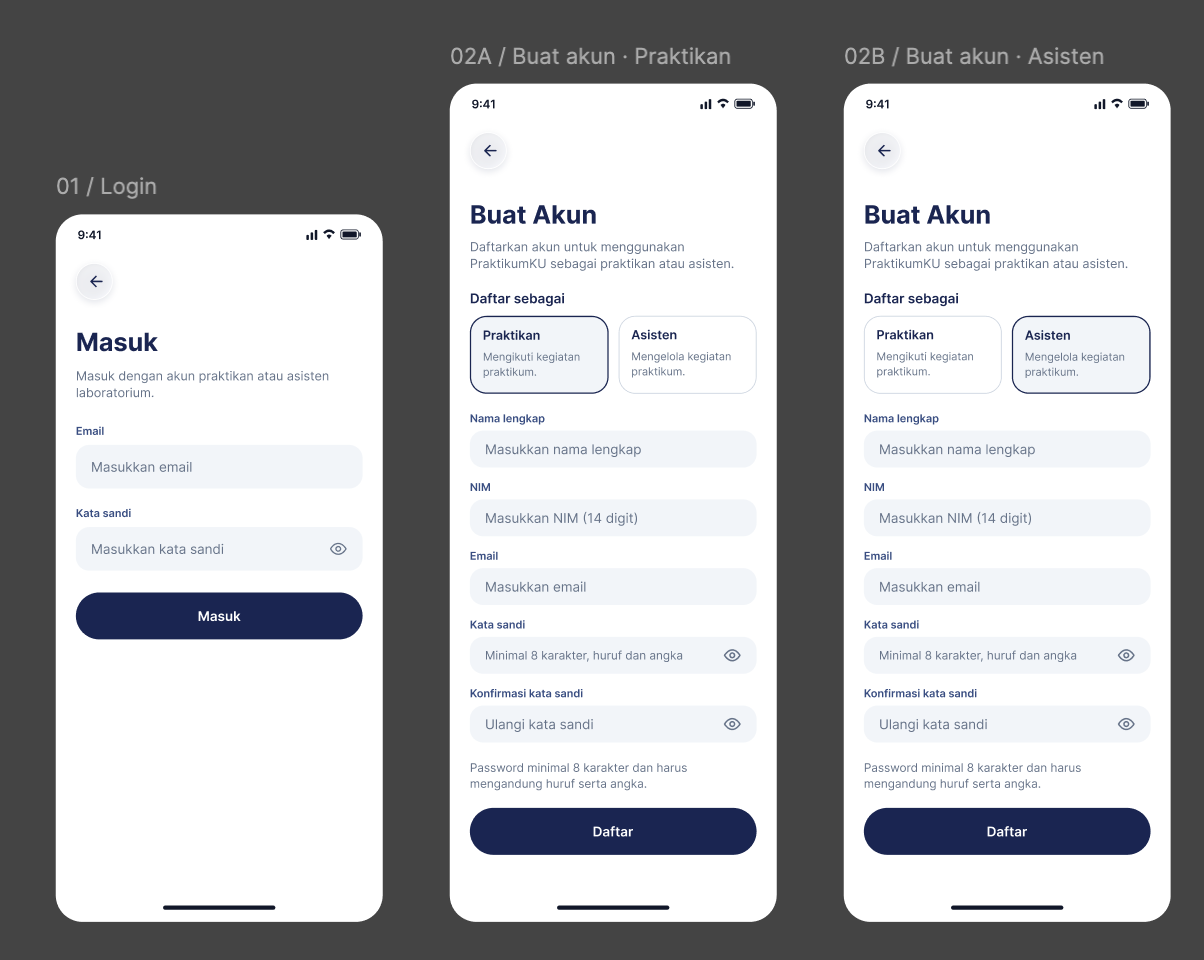 01 / Login
9:41
Masuk
Masuk dengan akun praktikan atau asisten
laboratorium.
Email
Masukkan email
Kata sandi
Masukkan kata sandi
Masuk
02A / Buat akun · Praktikan
9:41
Buat Akun
Daftarkan akun untuk menggunakan
PraktikumKU sebagai praktikan atau asisten.
Daftar sebagai
Praktikan
Mengikuti kegiatan
praktikum.
Asisten
Mengelola kegiatan
praktikum.
Nama lengkap
Masukkan nama lengkap
NIM
Masukkan NIM (14 digit)
Email
Masukkan email
Kata sandi
Minimal 8 karakter, huruf dan angka
Konfirmasi kata sandi
Ulangi kata sandi
Password minimal 8 karakter dan harus
mengandung huruf serta angka.
Daftar
02B / Buat akun · Asisten
9:41
Buat Akun
Daftarkan akun untuk menggunakan
PraktikumKU sebagai praktikan atau asisten.
Daftar sebagai
Praktikan
Mengikuti kegiatan
praktikum.
Asisten
Mengelola kegiatan
praktikum.
Nama lengkap
Masukkan nama lengkap
NIM
Masukkan NIM (14 digit)
Email
Masukkan email
Kata sandi
Minimal 8 karakter, huruf dan angka
Konfirmasi kata sandi
Ulangi kata sandi
Password minimal 8 karakter dan harus
mengandung huruf serta angka.
Daftar